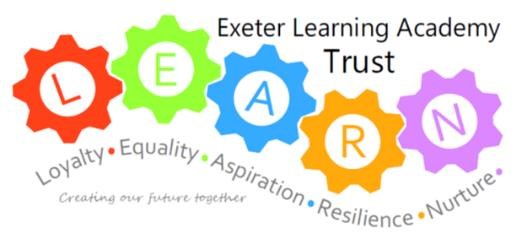 Exeter Learning Academy
Trust
L E A R N
Loyalty • Equality • Aspiration • Resilience • Nurture •
Creating our future together